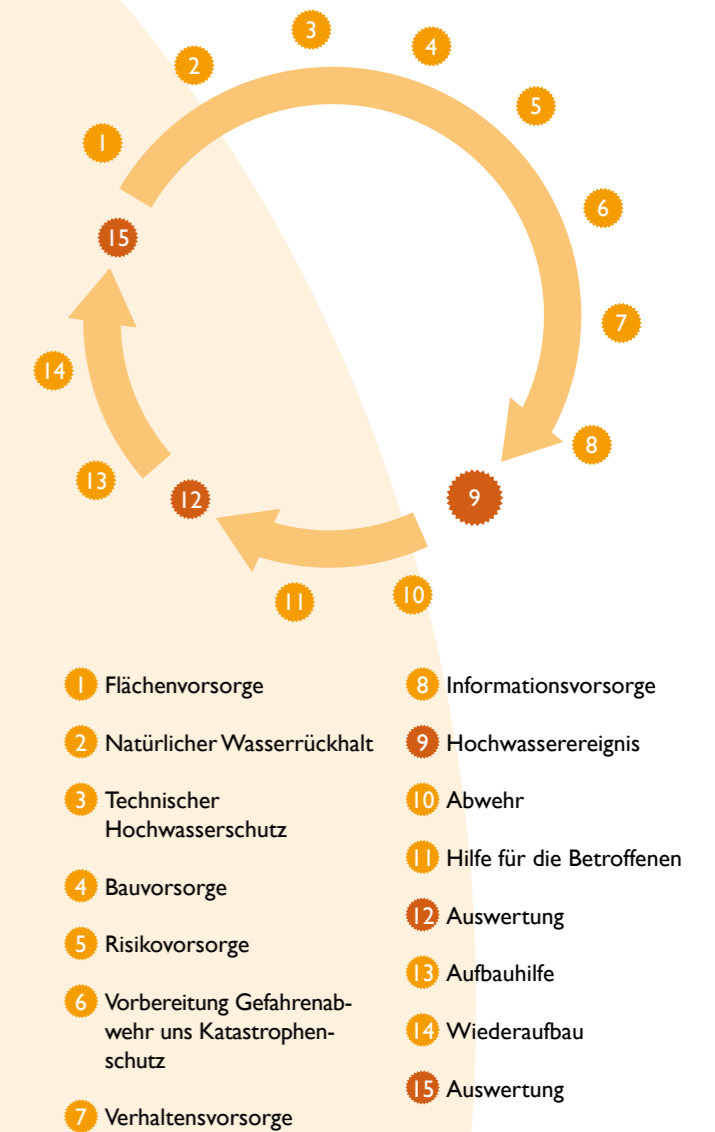 3
4
2
5
1
6
15
7
14
8
13
12
9
11
10
1 Flächenvorsorge
2 Natürlicher Wasserrückhalt
3 Technischer
Hochwasserschutz
4 Bauvorsorge
5 Risikovorsorge
6 Vorbereitung Gefahrenab-
wehr uns Katastrophen-
schutz
7 Verhaltensvorsorge
8 Informationsvorsorge
9 Hochwasserereignis
10 Abwehr
11 Hilfe für die Betroffenen
12 Auswertung
13 Aufbauhilfe
14 Wiederaufbau
15 Auswertung